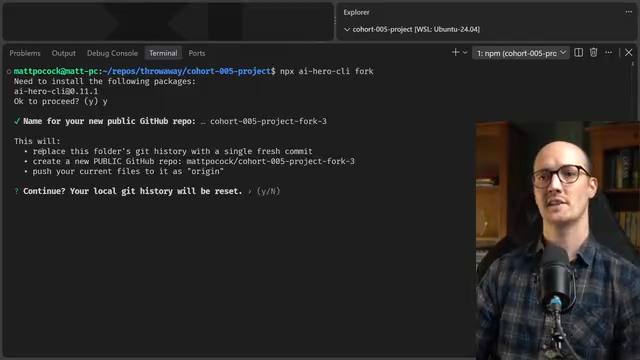 Explorer
cohort-005-project [WSL: Ubuntu-24.04]
Problems Output Debug Console Terminal Ports
1: npm (cohort-005-prc
mattpocock@matt-pc:~/repos/throwaway/cohort-005-project$ npx ai-hero-cli fork
Need to install the following packages:
ai-hero-cli@0.11.1
Ok to proceed? (y) y
✔ Name for your new public GitHub repo: … cohort-005-project-fork-3
This will:
• replace this folder's git history with a single fresh commit
• create a new PUBLIC GitHub repo: mattpocock/cohort-005-project-fork-3
• push your current files to it as "origin"
? Continue? Your local git history will be reset. › (y/N)